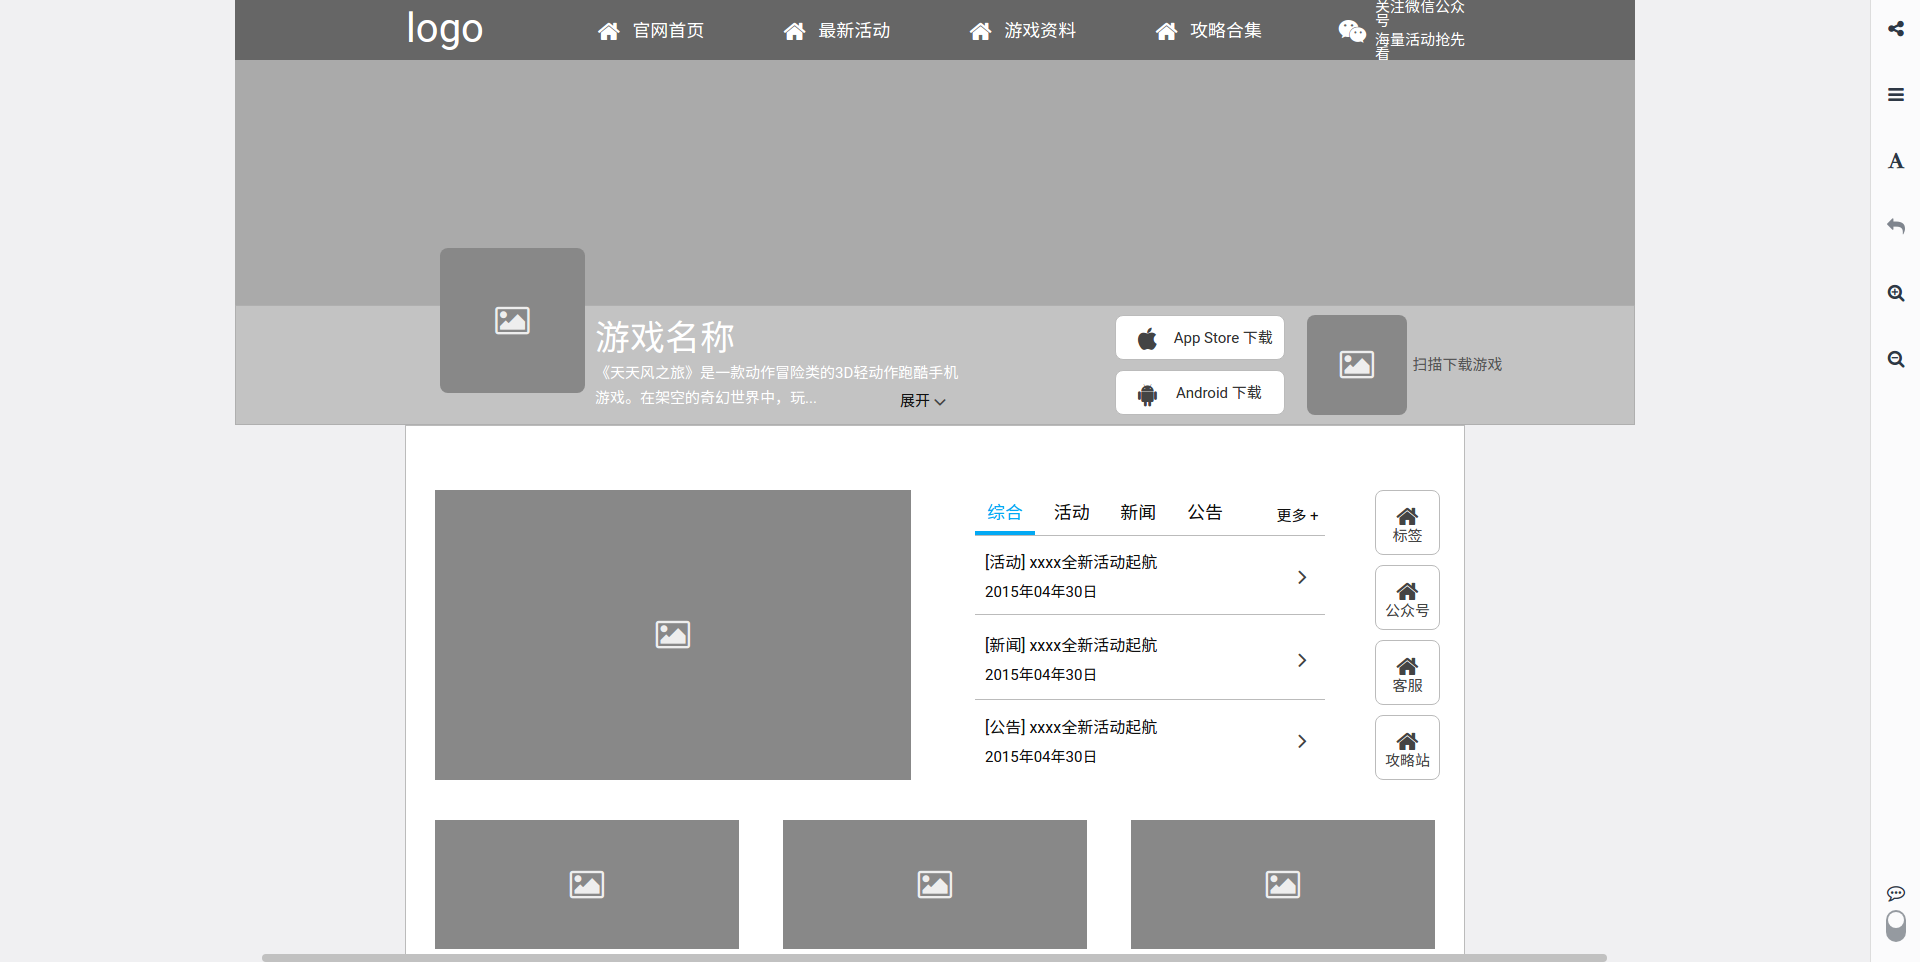 logo
官网首页
最新活动
游戏资料
攻略合集
关注微信公众
号
海量活动抢先
看
游戏名称
《天天风之旅》是一款动作冒险类的3D轻动作跑酷手机
游戏。在架空的奇幻世界中，玩...
展开
App Store 下载
Android 下载
扫描下载游戏
综合
活动
新闻
公告
更多 +
[活动] xxxx全新活动起航
2015年04年30日
[新闻] xxxx全新活动起航
2015年04年30日
[公告] xxxx全新活动起航
2015年04年30日
标签
公众号
客服
攻略站
A